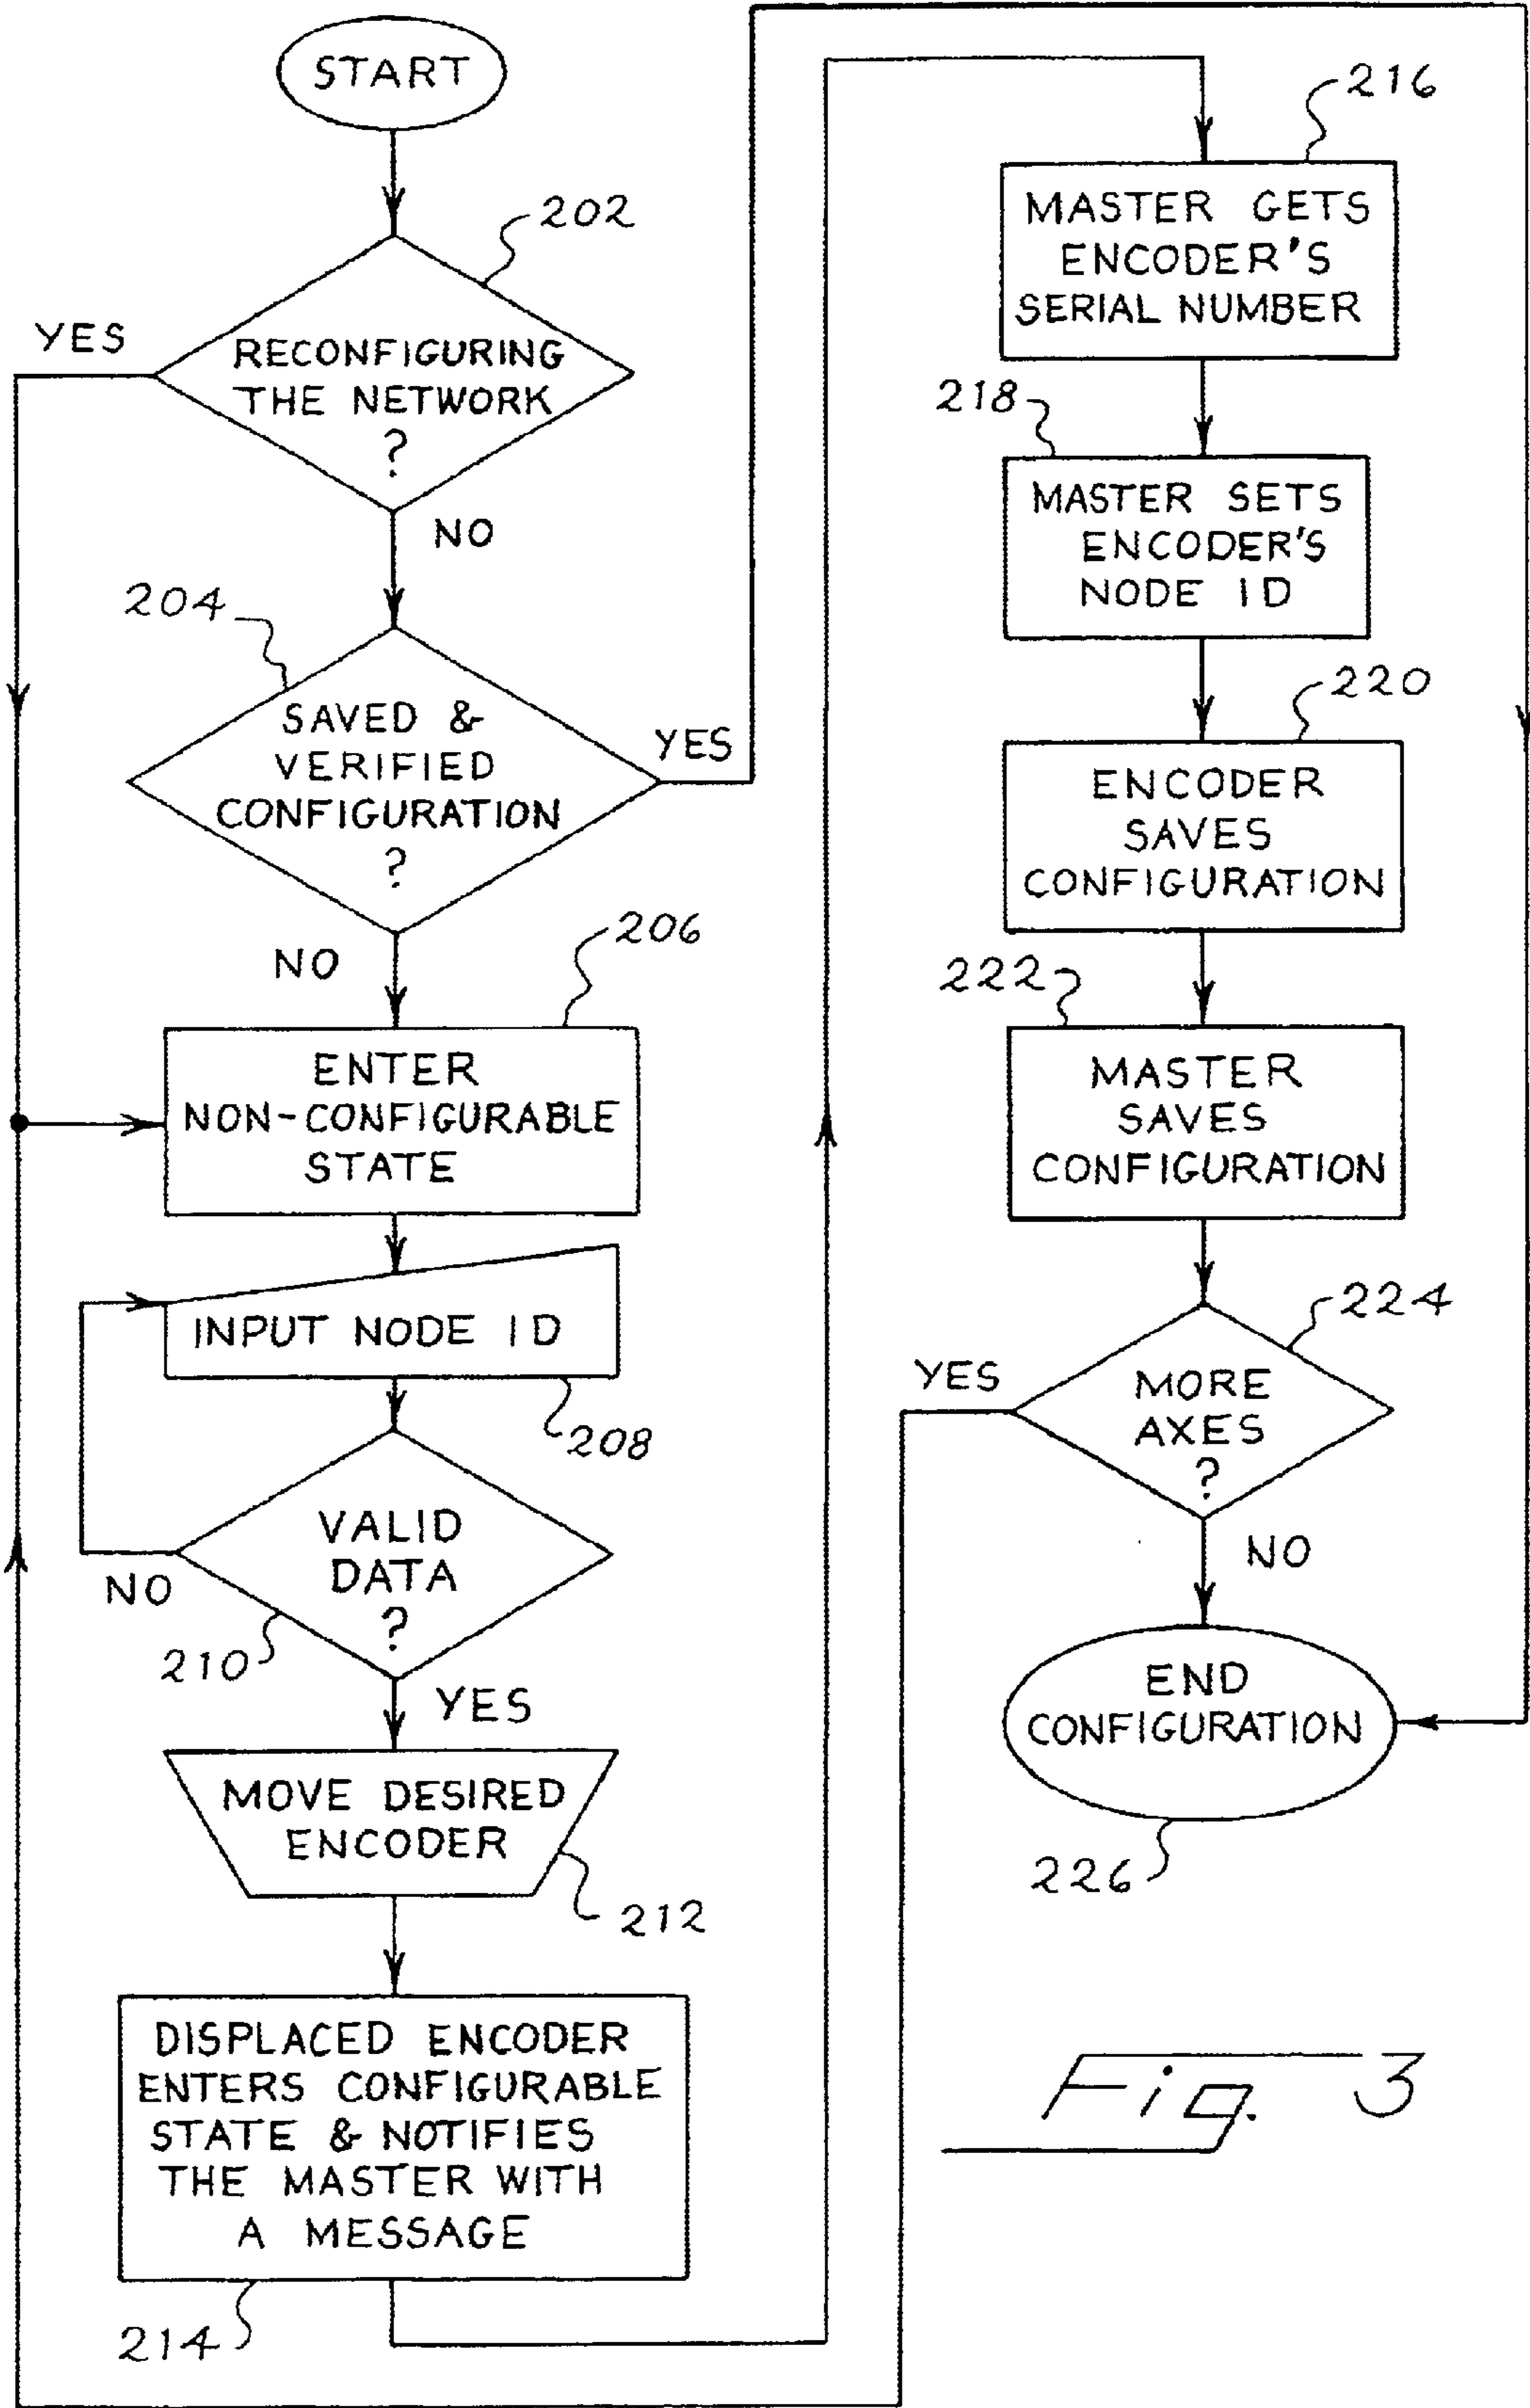 START
202
YES
RECONFIGURING
THE NETWORK
?
NO
204
SAVED &
VERIFIED
CONFIGURATION
?
YES
NO
206
ENTER
NON-CONFIGURABLE
STATE
INPUT NODE ID
208
VALID
DATA
?
NO
210
YES
MOVE DESIRED
ENCODER
212
DISPLACED ENCODER
ENTERS CONFIGURABLE
STATE & NOTIFIES
THE MASTER WITH
A MESSAGE
214
216
MASTER GETS
ENCODER'S
SERIAL NUMBER
218
MASTER SETS
ENCODER'S
NODE ID
220
ENCODER
SAVES
CONFIGURATION
222
MASTER
SAVES
CONFIGURATION
224
YES
MORE
AXES
?
NO
END
CONFIGURATION
226
Fig. 3